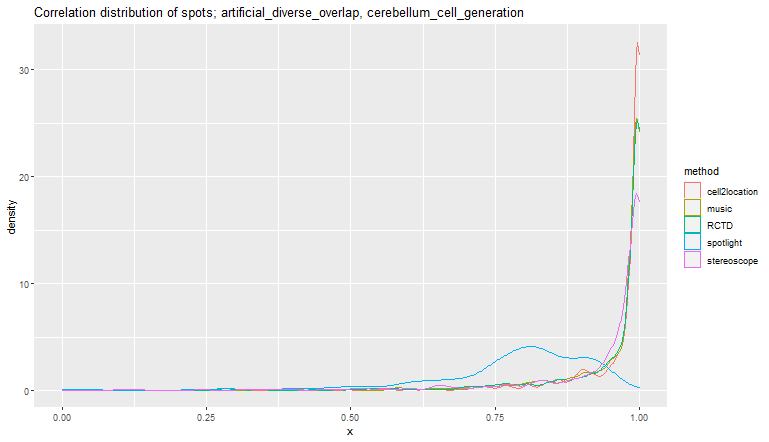 Correlation distribution of spots; artificial_diverse_overlap, cerebellum_cell_generation
30
20
10
0
density
0.00
0.25
0.50
0.75
1.00
x
method
cell2location
music
RCTD
spotlight
stereoscope